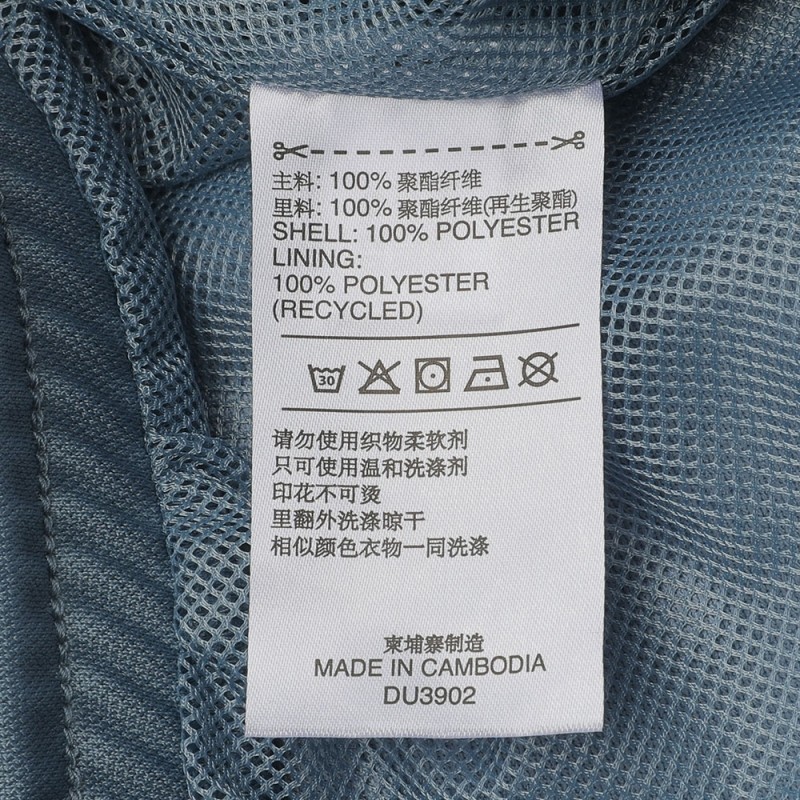 主料: 100% 聚酯纤维
里料: 100% 聚酯纤维(再生聚酯)
SHELL: 100% POLYESTER
LINING:
100% POLYESTER
(RECYCLED)
30
请勿使用织物柔软剂
只可使用温和洗涤剂
印花不可烫
里翻外洗涤晾干
相似颜色衣物一同洗涤
柬埔寨制造
MADE IN CAMBODIA
DU3902